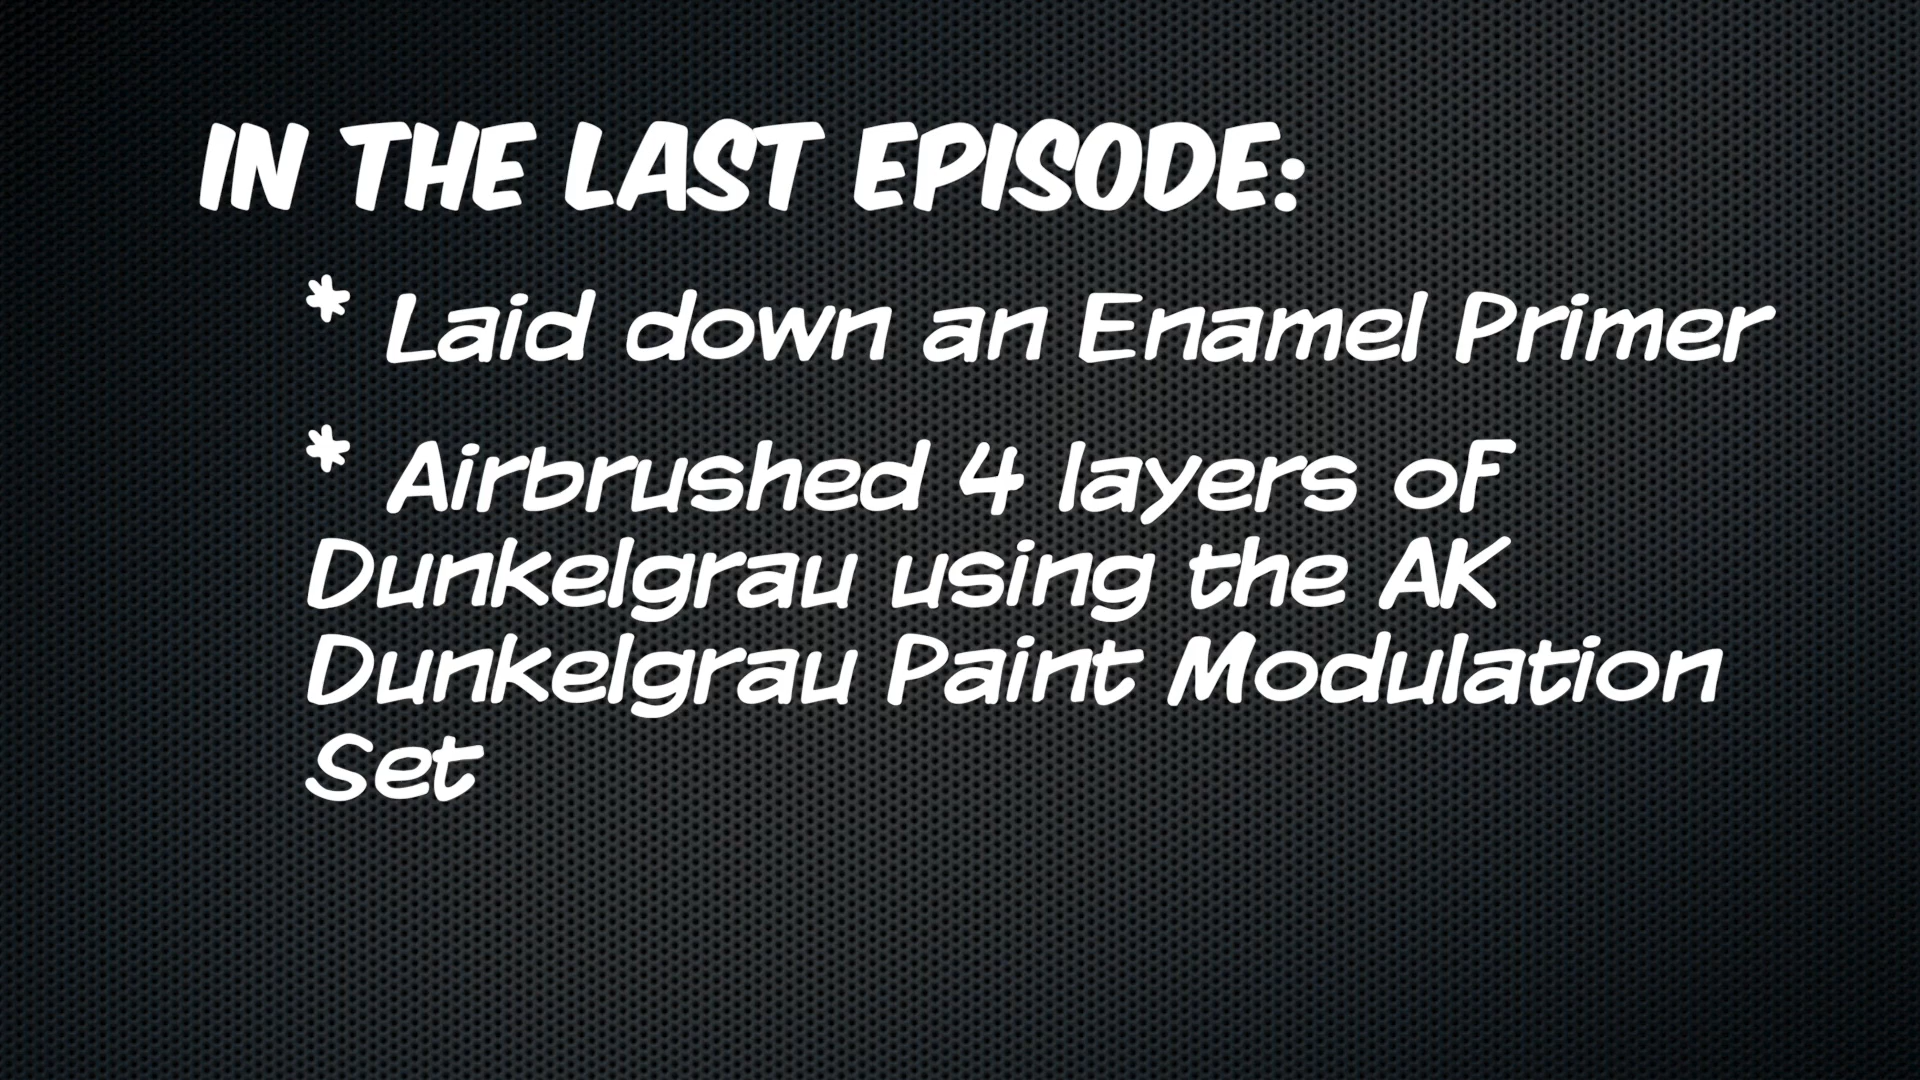 IN THE LAST EPISODE:
* Laid down an Enamel Primer
* Airbrushed 4 layers of
Dunkelgrau using the AK
Dunkelgrau Paint Modulation
Set